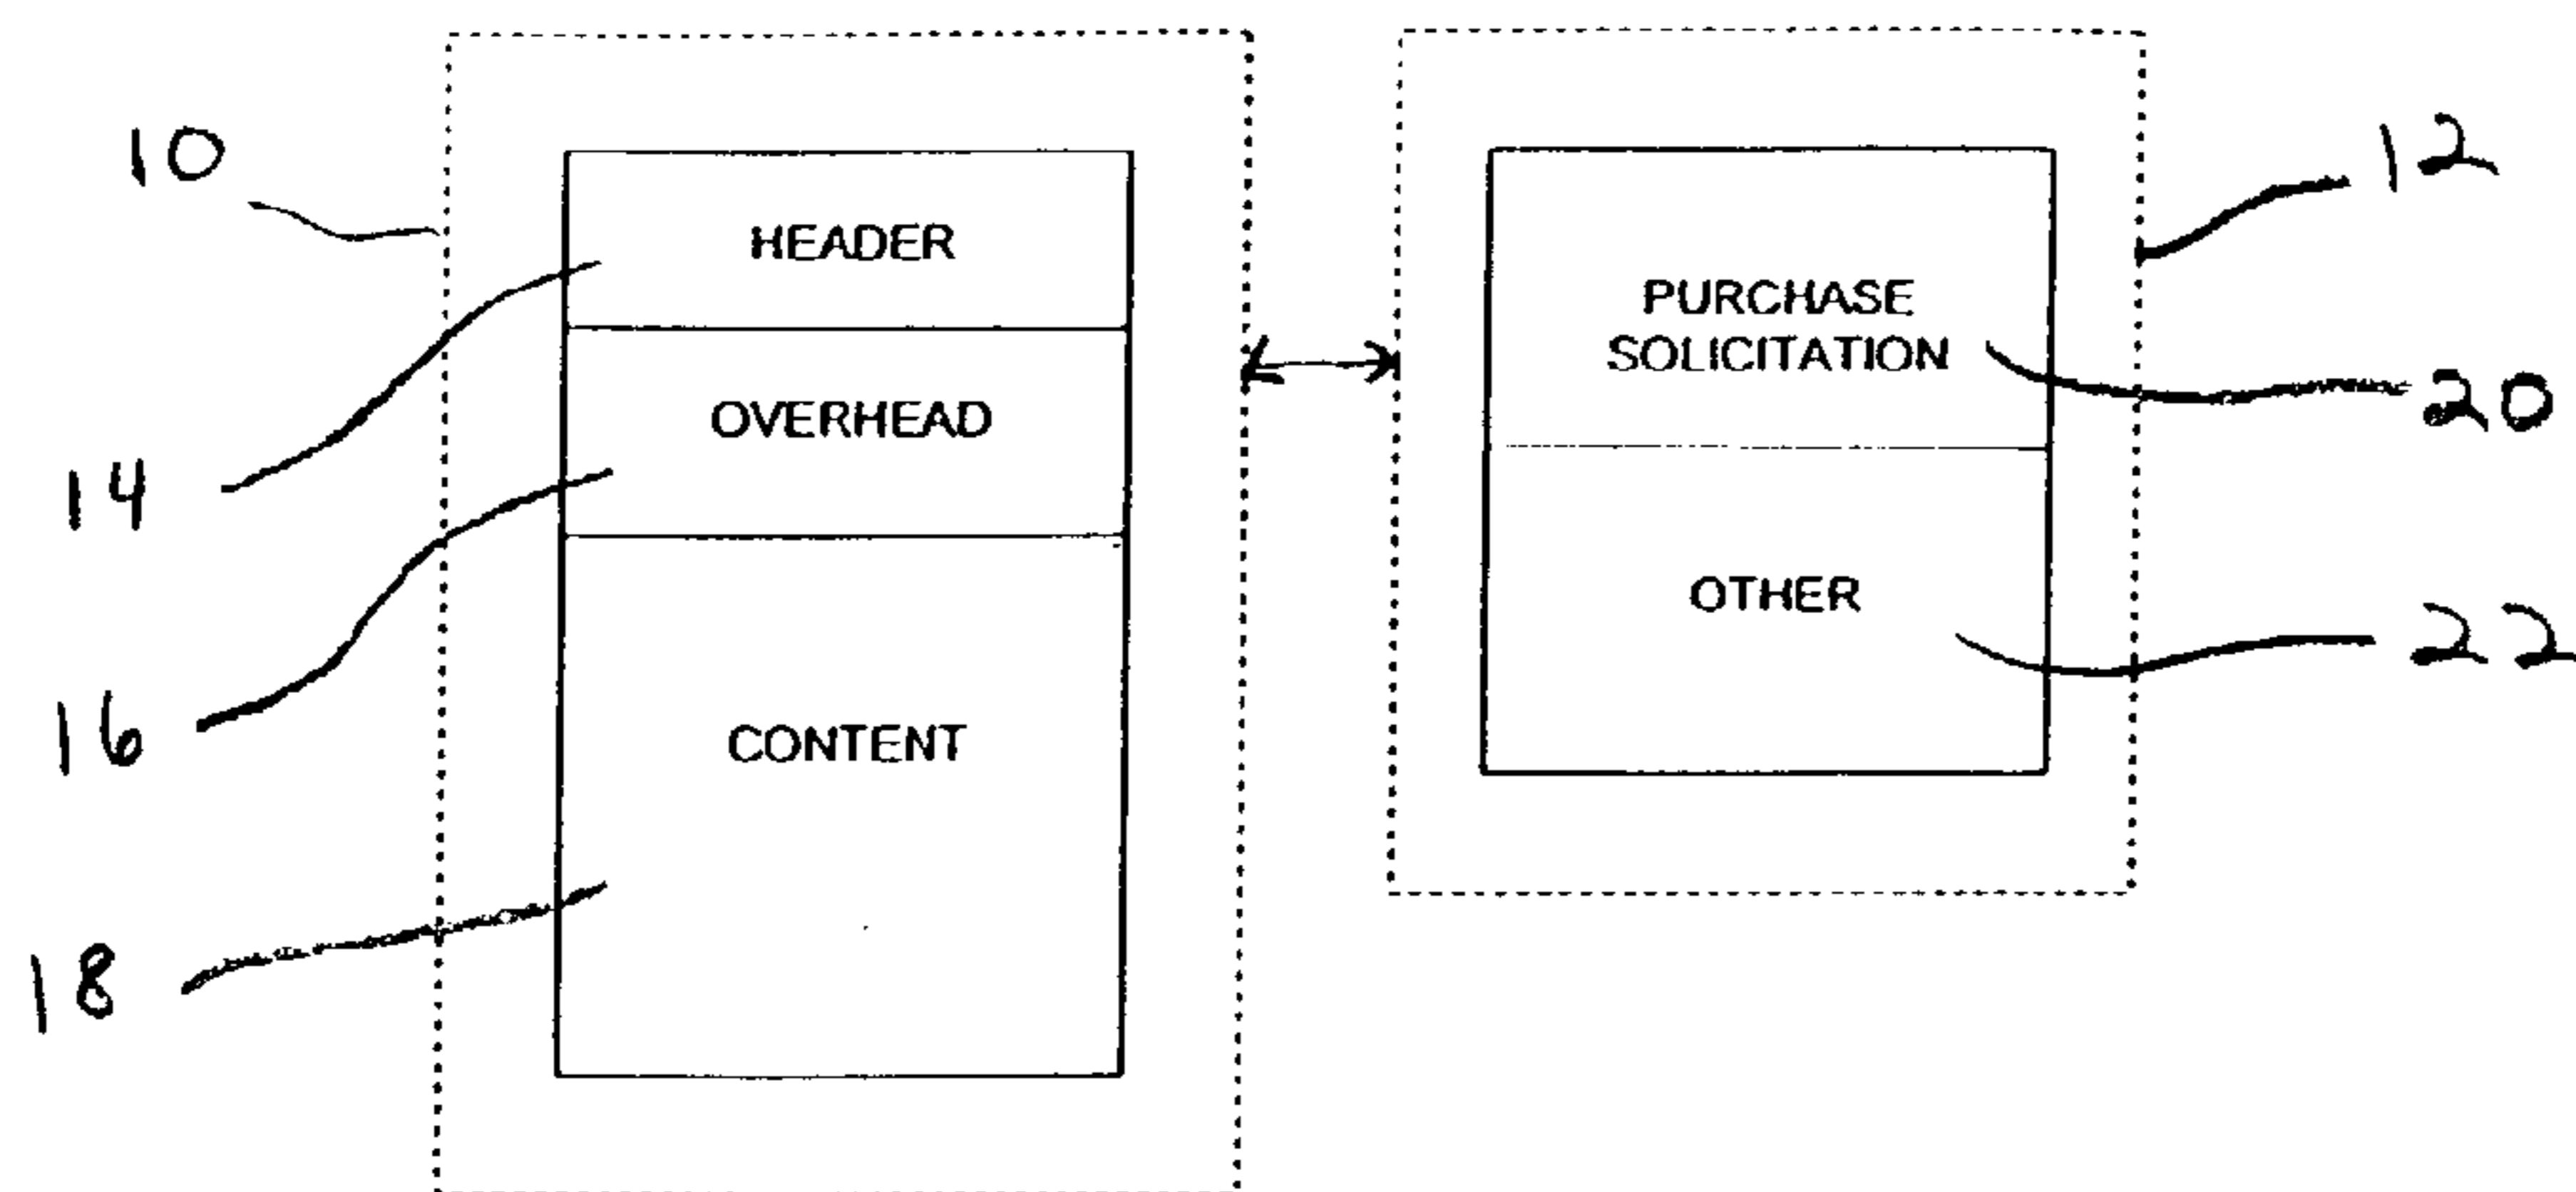 10
HEADER
14
OVERHEAD
16
CONTENT
18
12
PURCHASE
SOLICITATION
20
OTHER
22